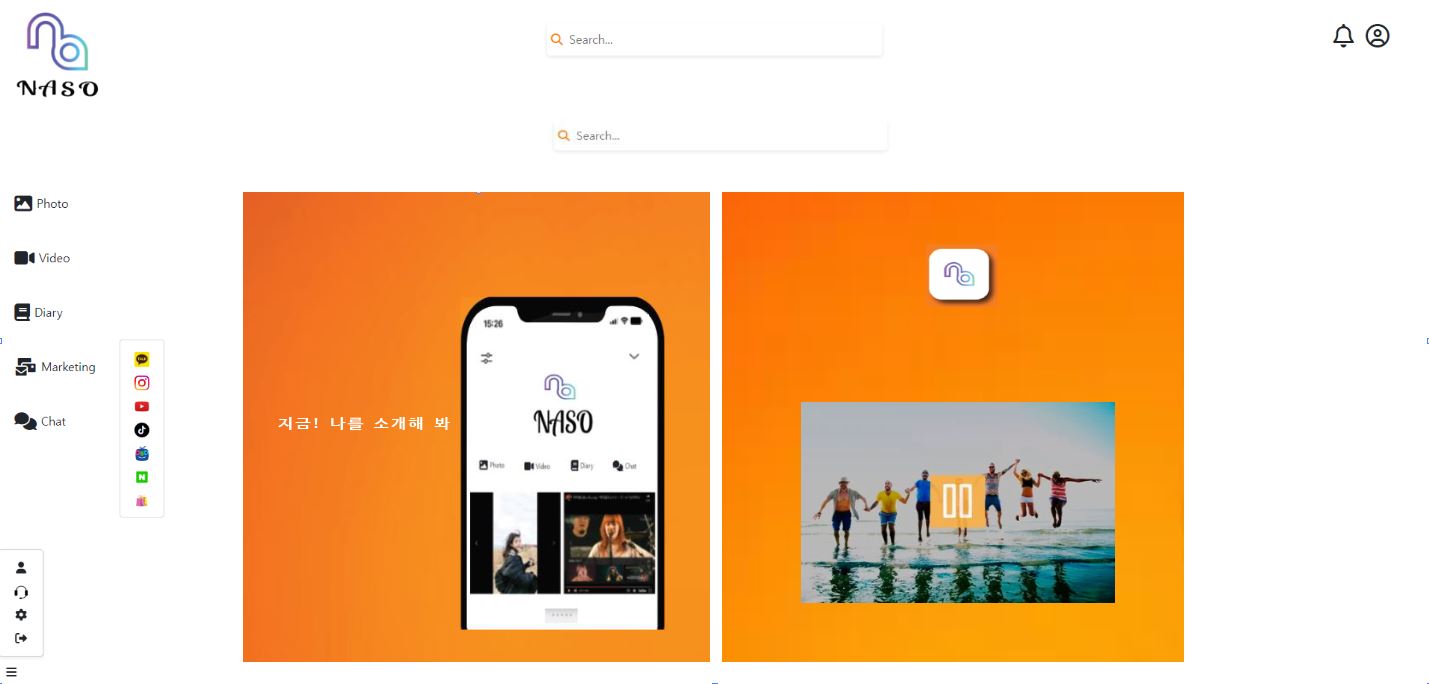 NASO
Search...
Search...
Photo
Video
Diary
Marketing
Chat
지금! 나를 소개해 봐
15:26
NASO
Photo
Video
Diary
Chat
TALK
N